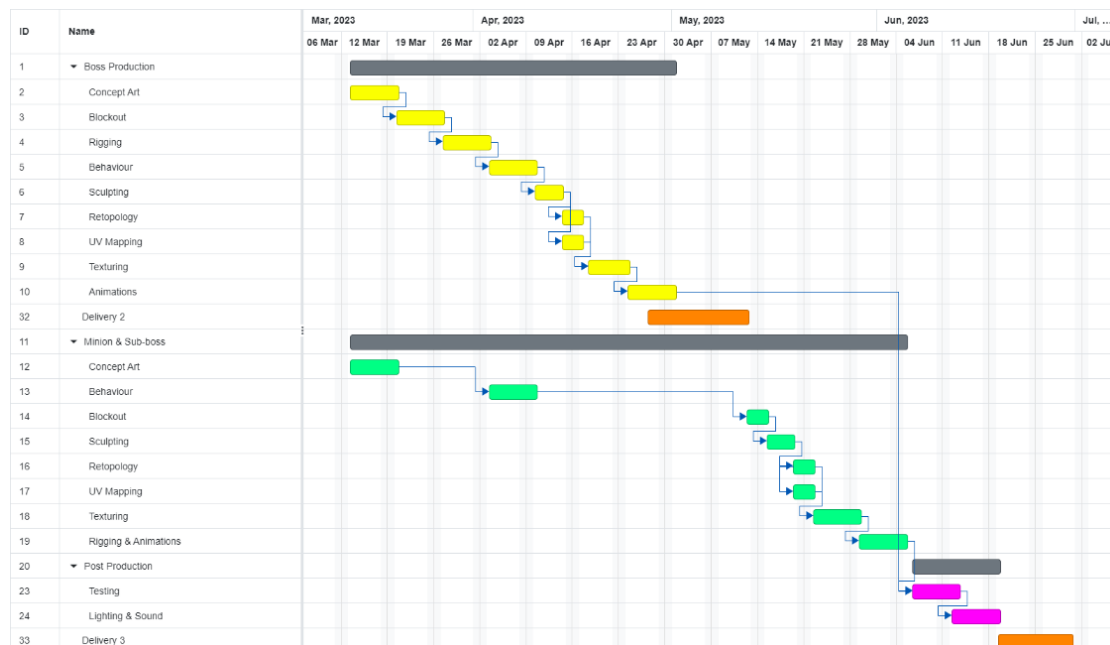 ID Name Mar, 2023 Apr, 2023 May, 2023 Jun, 2023 Jul, ...
06 Mar 12 Mar 19 Mar 26 Mar 02 Apr 09 Apr 16 Apr 23 Apr 30 Apr 07 May 14 May 21 May 28 May 04 Jun 11 Jun 18 Jun 25 Jun 02 Ju
1 Boss Production
2 Concept Art
3 Blockout
4 Rigging
5 Behaviour
6 Sculpting
7 Retopology
8 UV Mapping
9 Texturing
10 Animations
32 Delivery 2
11 Minion & Sub-boss
12 Concept Art
13 Behaviour
14 Blockout
15 Sculpting
16 Retopology
17 UV Mapping
18 Texturing
19 Rigging & Animations
20 Post Production
23 Testing
24 Lighting & Sound
33 Delivery 3